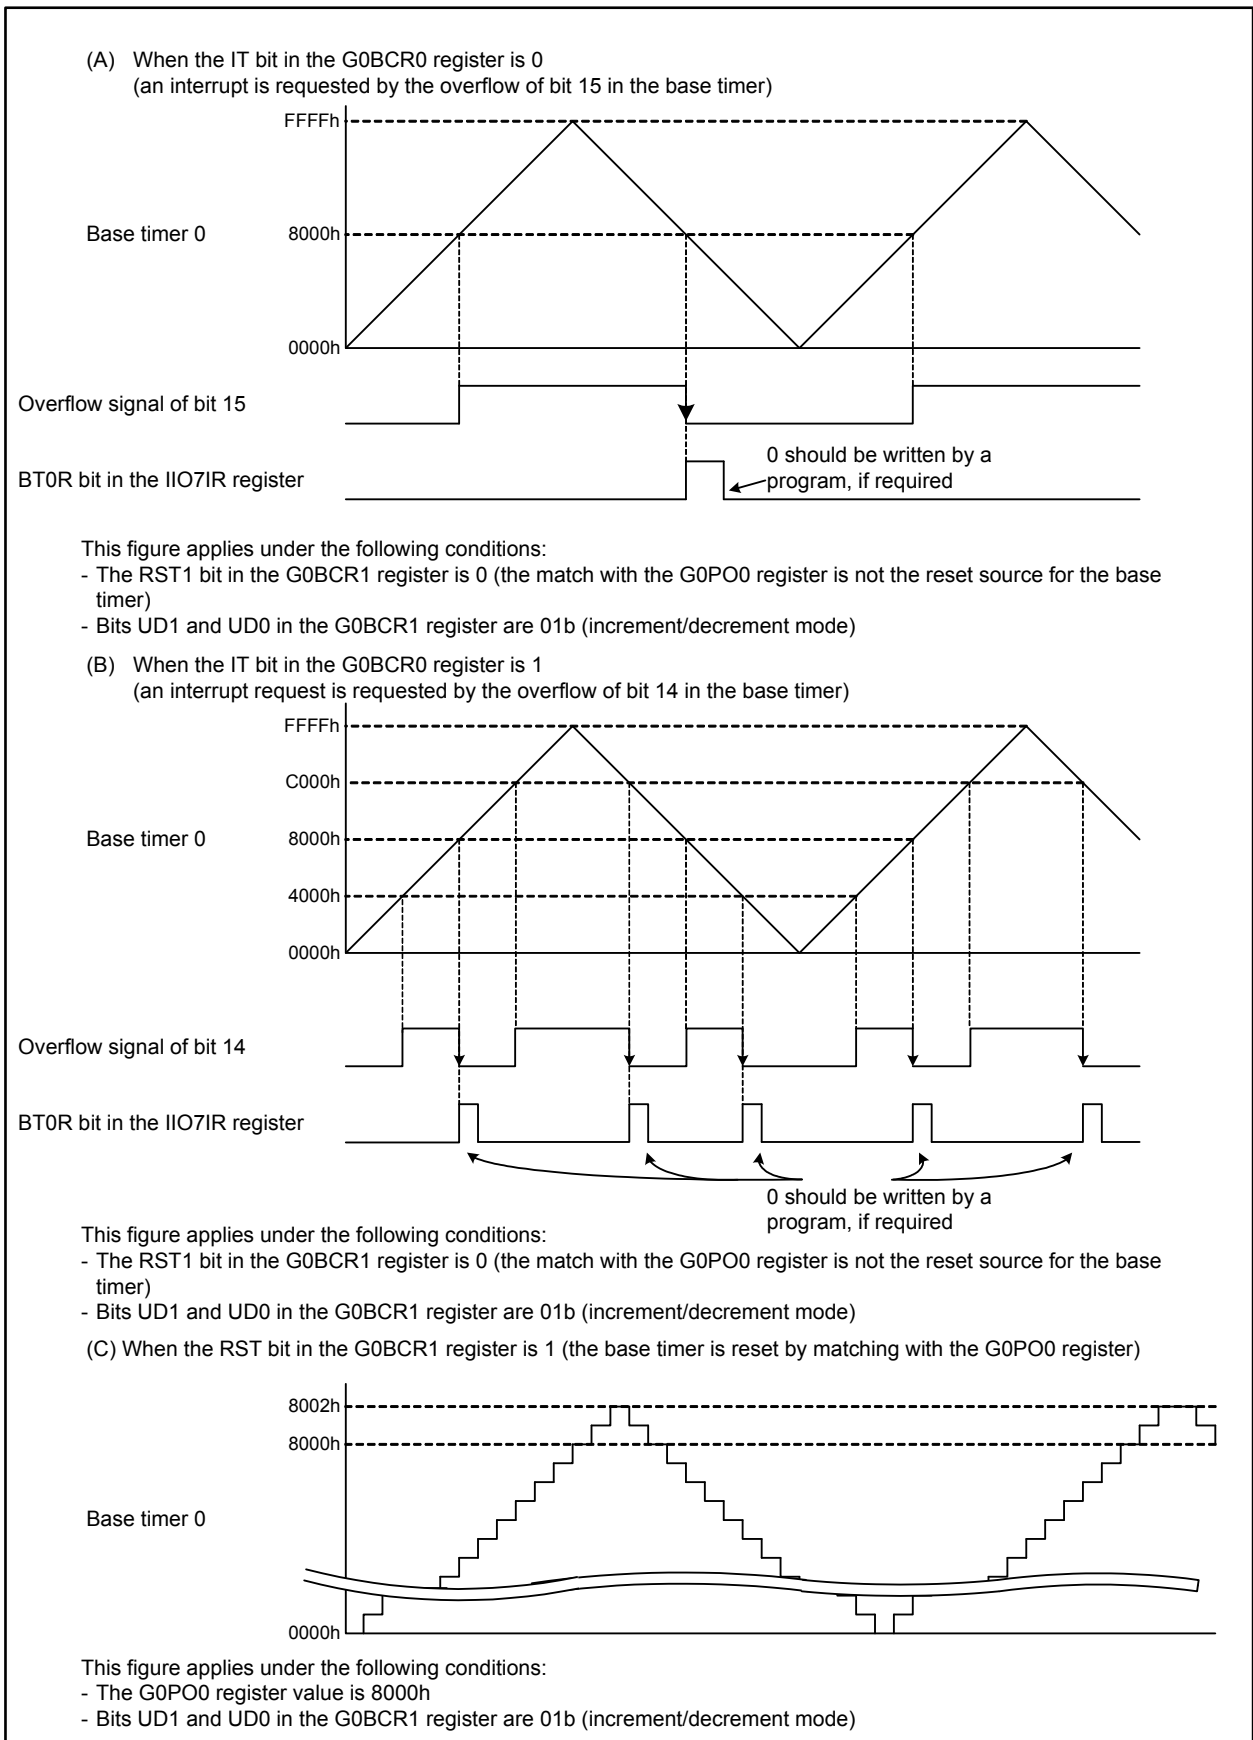 (A) When the IT bit in the G0BCR0 register is 0
(an interrupt is requested by the overflow of bit 15 in the base timer)
FFFFh
Base timer 0
8000h
0000h
Overflow signal of bit 15
BT0R bit in the IIO7IR register
0 should be written by a
program, if required
This figure applies under the following conditions:
- The RST1 bit in the G0BCR1 register is 0 (the match with the G0PO0 register is not the reset source for the base
timer)
- Bits UD1 and UD0 in the G0BCR1 register are 01b (increment/decrement mode)
(B) When the IT bit in the G0BCR0 register is 1
(an interrupt request is requested by the overflow of bit 14 in the base timer)
FFFFh
C000h
Base timer 0
8000h
4000h
0000h
Overflow signal of bit 14
BT0R bit in the IIO7IR register
0 should be written by a
program, if required
This figure applies under the following conditions:
- The RST1 bit in the G0BCR1 register is 0 (the match with the G0PO0 register is not the reset source for the base
timer)
- Bits UD1 and UD0 in the G0BCR1 register are 01b (increment/decrement mode)
(C) When the RST bit in the G0BCR1 register is 1 (the base timer is reset by matching with the G0PO0 register)
8002h
8000h
Base timer 0
0000h
This figure applies under the following conditions:
- The G0PO0 register value is 8000h
- Bits UD1 and UD0 in the G0BCR1 register are 01b (increment/decrement mode)